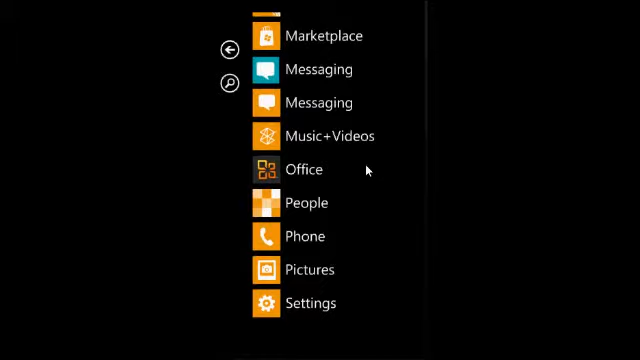 Marketplace
Messaging
Messaging
Music+Videos
Office
People
Phone
Pictures
Settings